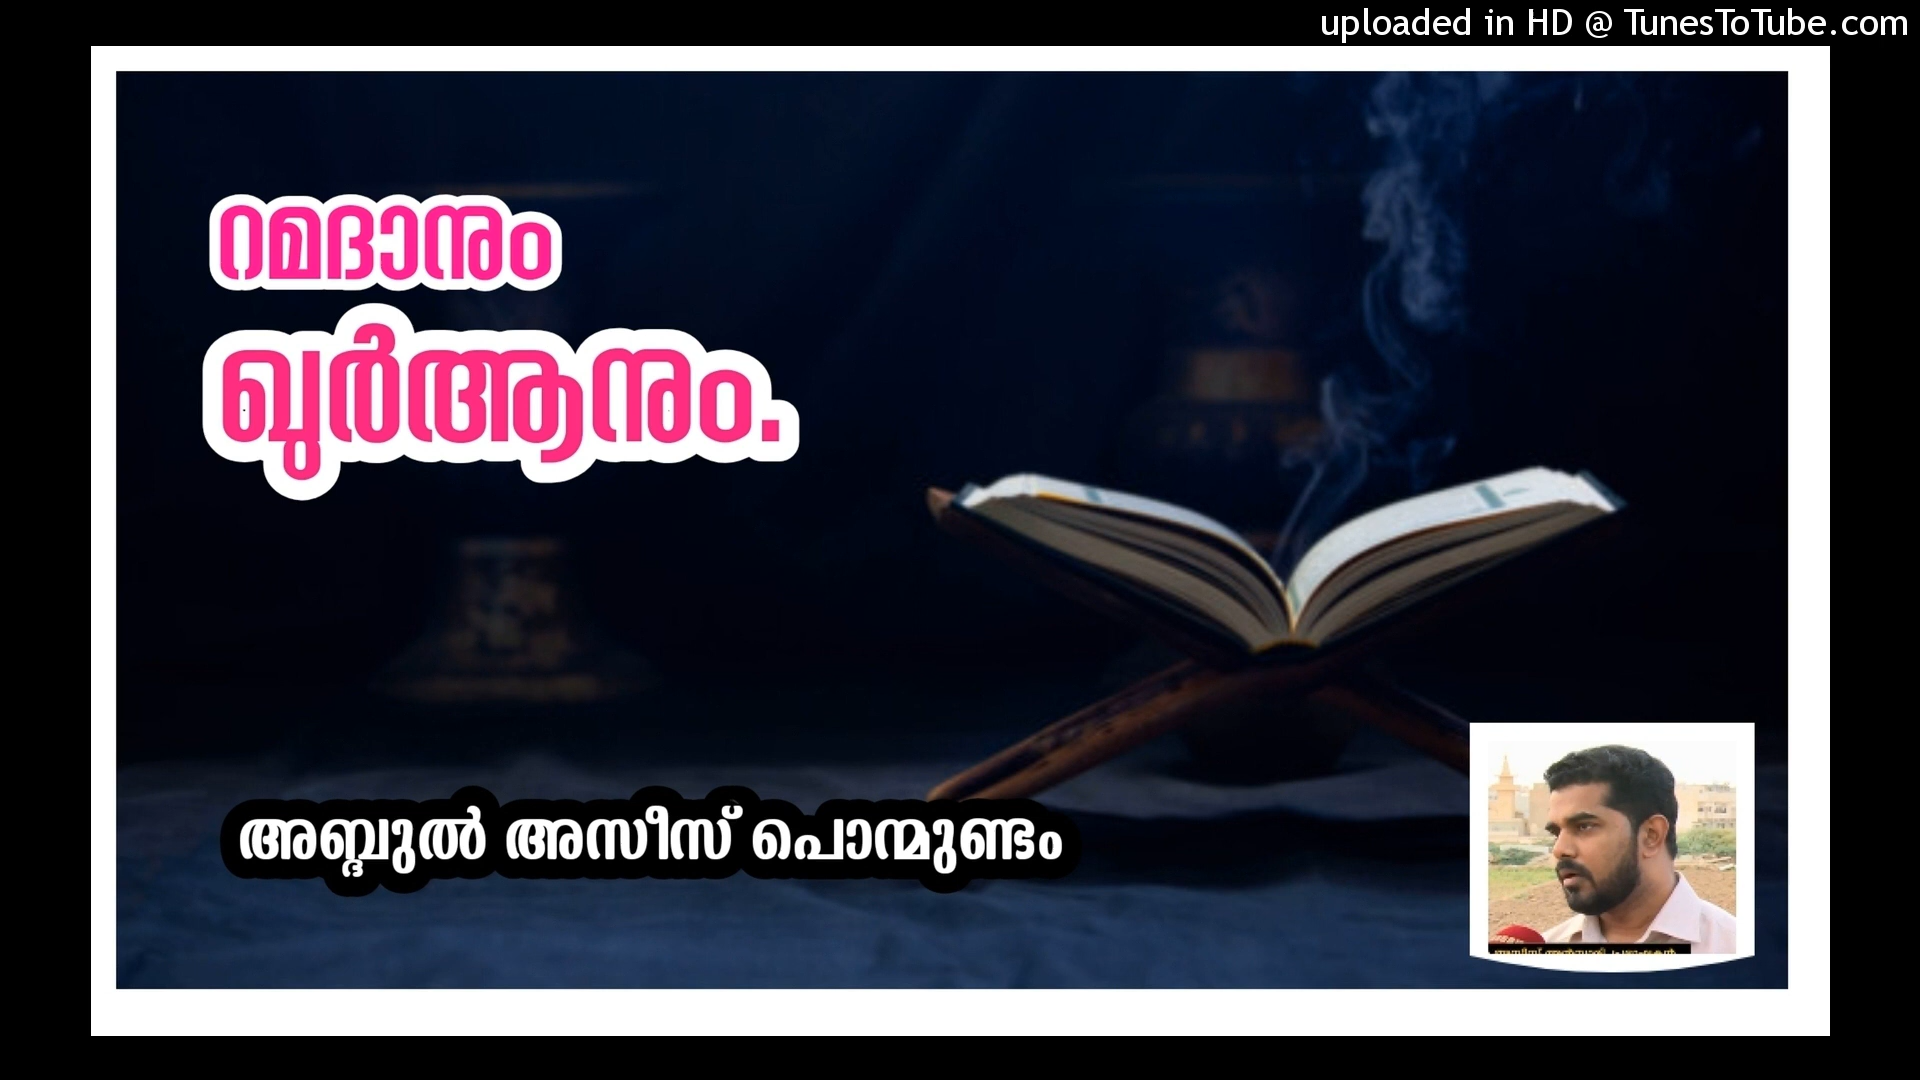 uploaded in HD @ TunesToTube.com
റമദാനും
ഖുർആനും.
അബ്ദുൽ അസീസ് പൊന്മുണ്ടം